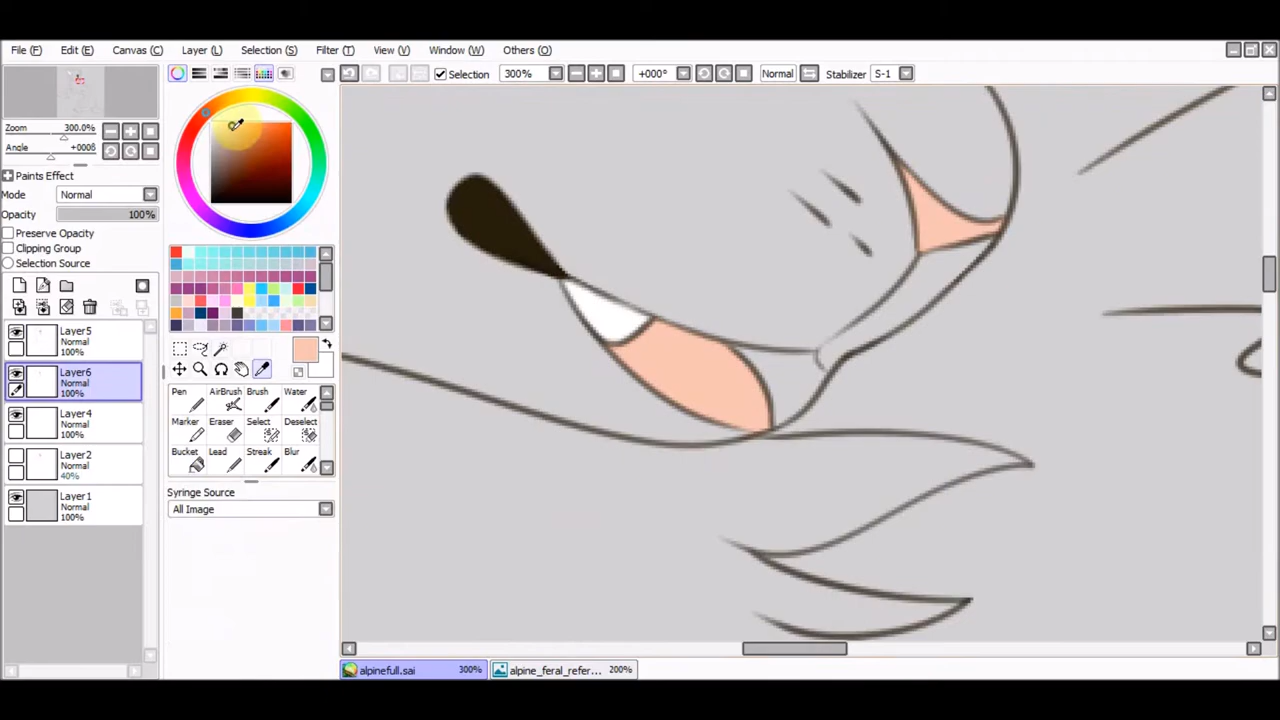 File (F) Edit (E) Canvas (C) Layer (L) Selection (S) Filter (T) View (V) Window (W) Others (O)
Selection 300% +000° Normal Stabilizer S-1
Zoom 300.0%
Angle +000ß
Paints Effect
Mode Normal
Opacity 100%
Preserve Opacity
Clipping Group
Selection Source
Layer5
Normal
100%
Layer6
Normal
100%
Layer4
Normal
100%
Layer2
Normal
40%
Layer1
Normal
100%
Pen AirBrush Brush Water
Marker Eraser Select Deselect
Bucket Lead Streak Blur
Syringe Source
All Image
alpinefull.sai 300% alpine_feral_refer... 200%